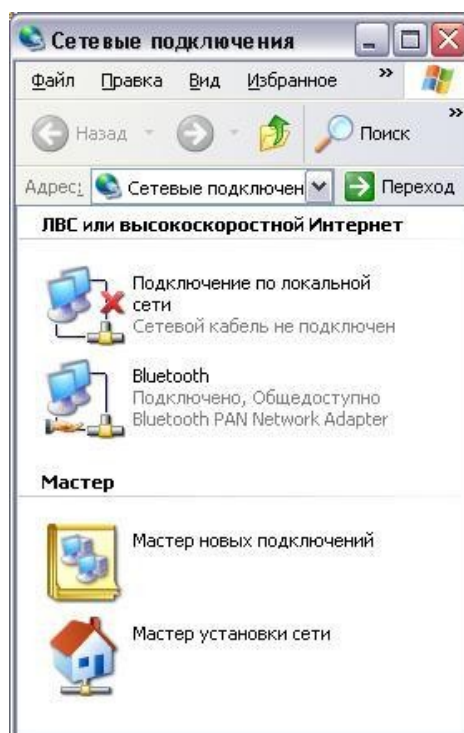 Сетевые подключения
Файл Правка Вид Избранное »
Назад Поиск »
Адрес: Сетевые подключен Переход
ЛВС или высокоскоростной Интернет
Подключение по локальной
сети
Сетевой кабель не подключен
Bluetooth
Подключено, Общедоступно
Bluetooth PAN Network Adapter
Мастер
Мастер новых подключений
Мастер установки сети